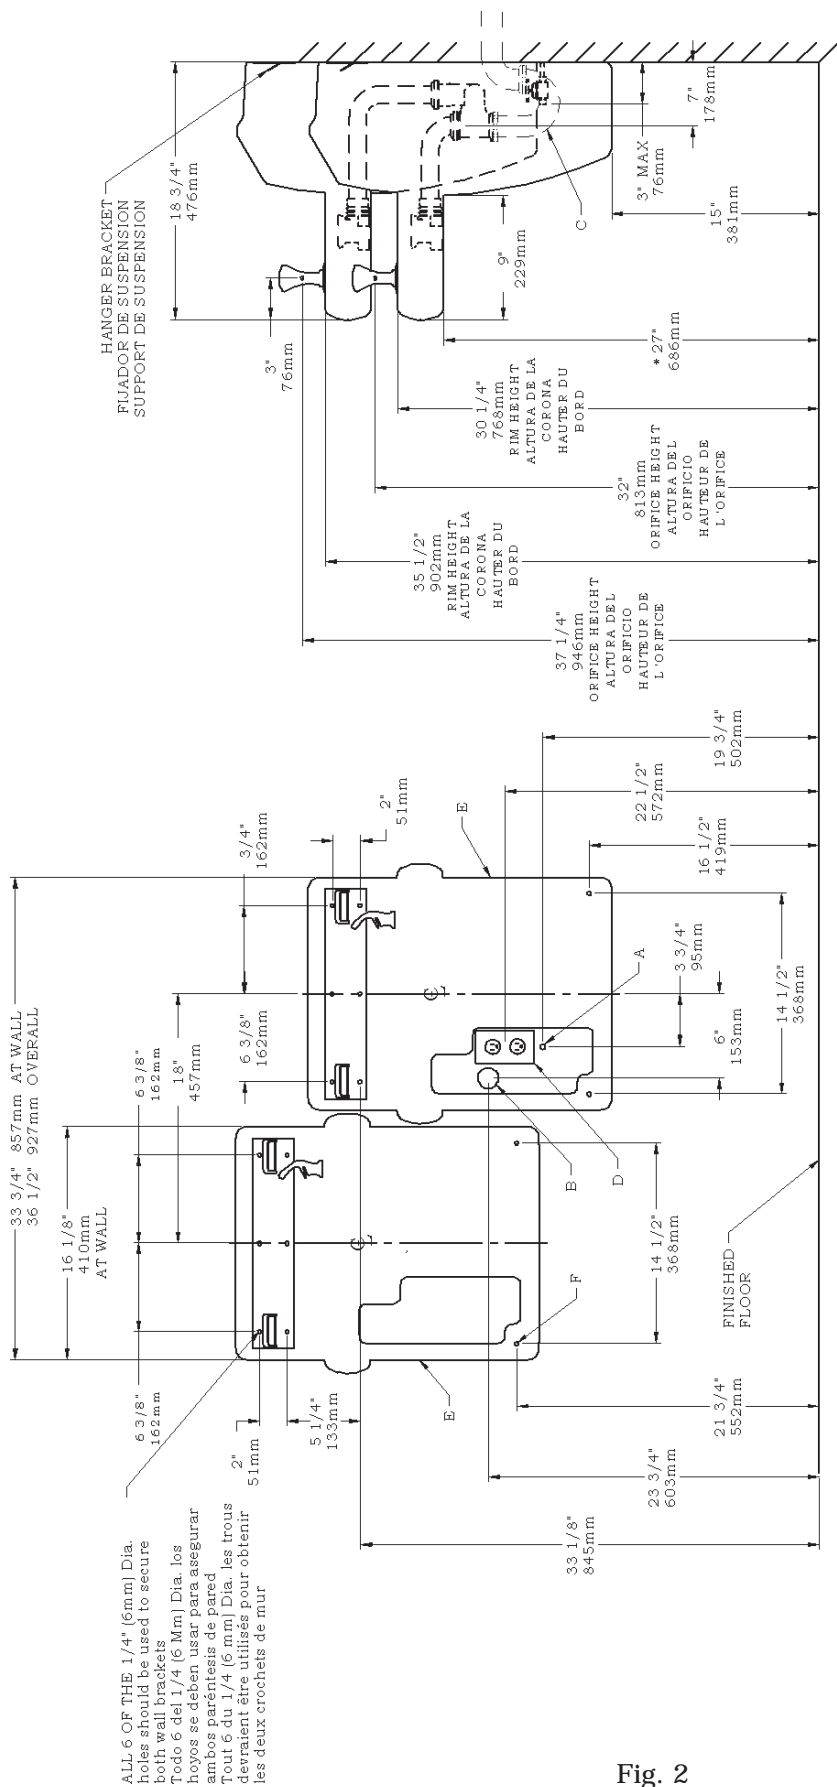 HANGER BRACKET
FIJADOR DE SUSPENSION
SUPPORT DE SUSPENSION
18 3/4"
476mm
3"
76mm
9"
229mm
C
7"
178mm
3" MAX
76mm
15"
381mm
*27"
686mm
30 1/4"
768mm
RIM HEIGHT
ALTURA DE LA
CORONA
HAUTER DU
BORD
32"
813mm
ORIFICE HEIGHT
ALTURA DEL
ORIFICIO
HAUTEUR DE
L'ORIFICE
35 1/2"
902mm
RIM HEIGHT
ALTURA DE LA
CORONA
HAUTER DU
BORD
37 1/4"
946mm
ORIFICE HEIGHT
ALTURA DEL
ORIFICIO
HAUTEUR DE
L'ORIFICE
19 3/4"
502mm
22 1/2"
572mm
16 1/2"
419mm
2"
51mm
3/4"
162mm
E
33 3/4" 857mm AT WALL
36 1/2" 927mm OVERALL
6 3/8"
162mm
18"
457mm
6 3/8"
162mm
16 1/8"
410mm
AT WALL
3 3/4"
95mm
A
14 1/2"
368mm
6"
153mm
B
D
14 1/2"
368mm
F
FINISHED
FLOOR
6 3/8"
162mm
2"
51mm
5 1/4"
133mm
E
21 3/4"
552mm
23 3/4"
603mm
33 1/8"
845mm
ALL 6 OF THE 1/4" (6mm) Dia.
holes should be used to secure
both wall brackets
Todo 6 del 1/4 (6 Mm) Dia. los
hoyos se deben usar para asegurar
ambos paréntesis de pared
Tout 6 du 1/4 (6 mm) Dia. les trous
devraient être utilisés pour obtenir
les deux crochets de mur
Fig. 2